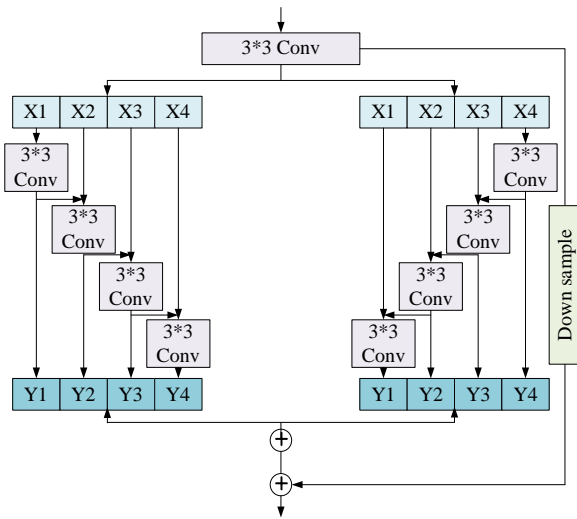 3*3 Conv
X1 X2 X3 X4
X1 X2 X3 X4
3*3
Conv
3*3
Conv
3*3
Conv
3*3
Conv
3*3
Conv
3*3
Conv
3*3
Conv
3*3
Conv
Down sample
Y1 Y2 Y3 Y4
Y1 Y2 Y3 Y4
+
+